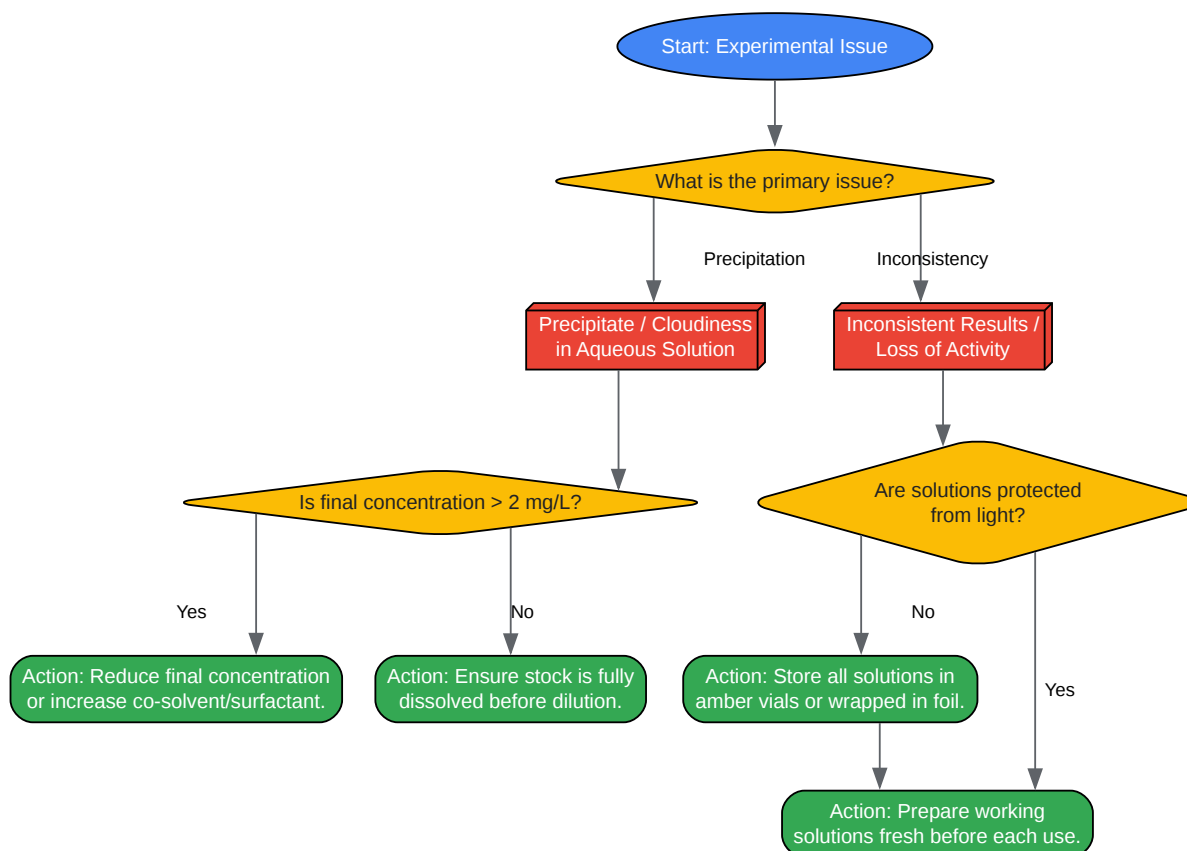 Start: Experimental Issue
What is the primary issue?
Precipitation
Inconsistency
Precipitate / Cloudiness
in Aqueous Solution
Inconsistent Results /
Loss of Activity
Is final concentration > 2 mg/L?
Are solutions protected
from light?
Yes
No
No
Yes
Action: Reduce final concentration
or increase co-solvent/surfactant.
Action: Ensure stock is fully
dissolved before dilution.
Action: Store all solutions in
amber vials or wrapped in foil.
Action: Prepare working
solutions fresh before each use.